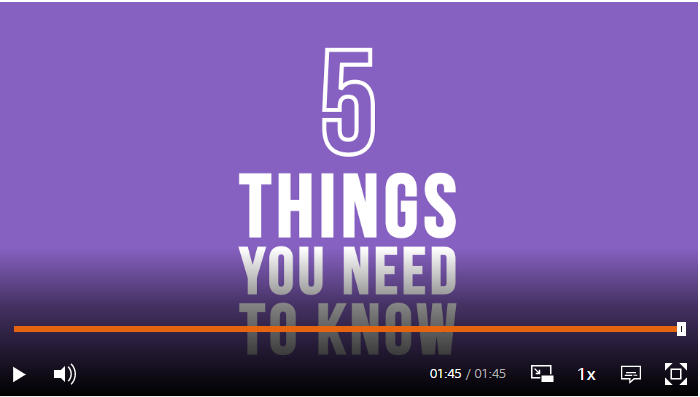 5
THINGS
YOU NEED
TO KNOW
01:45 / 01:45
1x